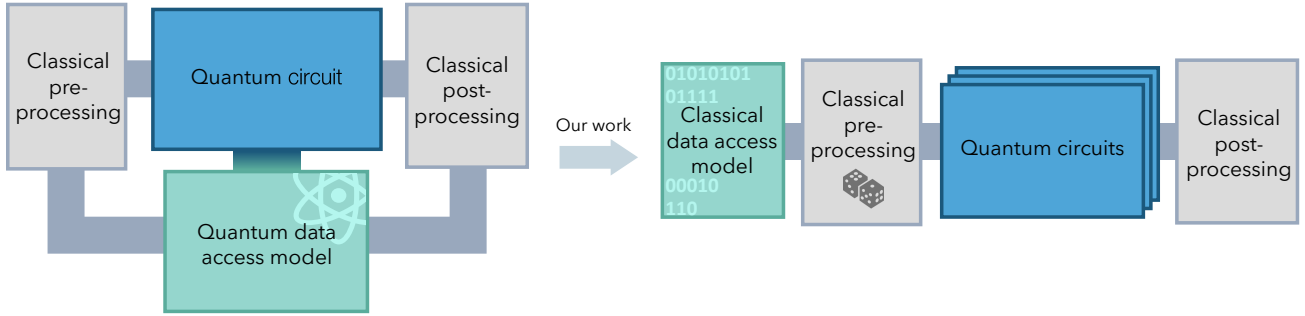 Classical
pre-
processing
Quantum circuit
Classical
post-
processing
Quantum data
access model
Our work
01010101
01111
Classical
data access
model
00010
110
Classical
pre-
processing
Quantum circuits
Classical
post-
processing